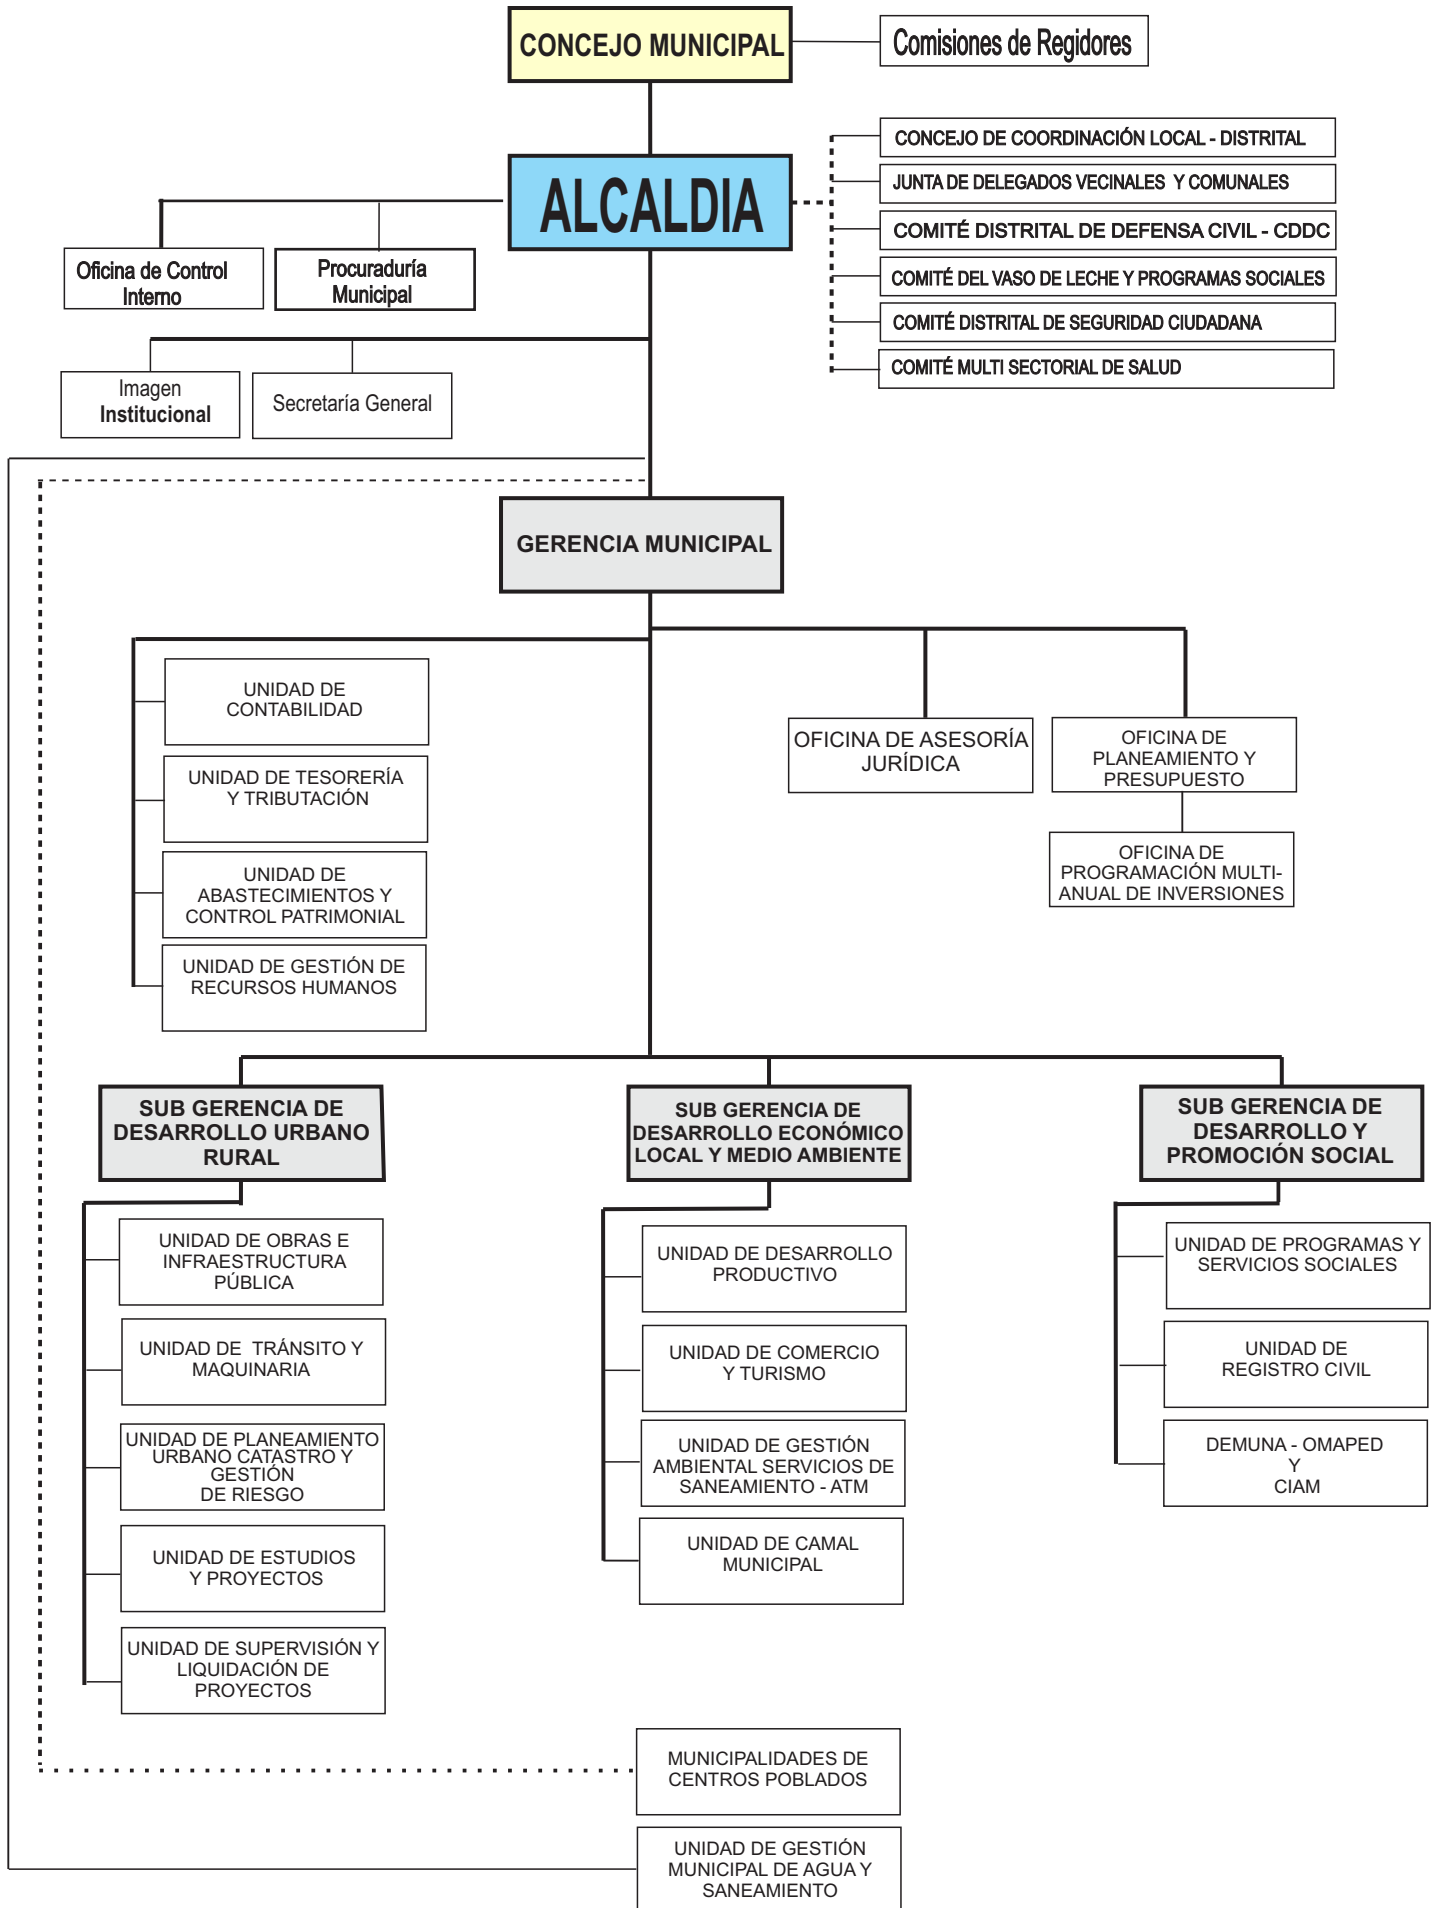 CONCEJO MUNICIPAL
Comisiones de Regidores
ALCALDIA
CONCEJO DE COORDINACIÓN LOCAL - DISTRITAL
JUNTA DE DELEGADOS VECINALES Y COMUNALES
COMITÉ DISTRITAL DE DEFENSA CIVIL - CDDC
COMITÉ DEL VASO DE LECHE Y PROGRAMAS SOCIALES
COMITÉ DISTRITAL DE SEGURIDAD CIUDADANA
COMITÉ MULTI SECTORIAL DE SALUD
Oficina de Control
Interno
Procuraduría
Municipal
Imagen
Institucional
Secretaría General
GERENCIA MUNICIPAL
UNIDAD DE
CONTABILIDAD
UNIDAD DE TESORERÍA
Y TRIBUTACIÓN
UNIDAD DE
ABASTECIMIENTOS Y
CONTROL PATRIMONIAL
UNIDAD DE GESTIÓN DE
RECURSOS HUMANOS
OFICINA DE ASESORÍA
JURÍDICA
OFICINA DE
PLANEAMIENTO Y
PRESUPUESTO
OFICINA DE
PROGRAMACIÓN MULTI-
ANUAL DE INVERSIONES
SUB GERENCIA DE
DESARROLLO URBANO
RURAL
UNIDAD DE OBRAS E
INFRAESTRUCTURA
PÚBLICA
UNIDAD DE TRÁNSITO Y
MAQUINARIA
UNIDAD DE PLANEAMIENTO
URBANO CATASTRO Y
GESTIÓN
DE RIESGO
UNIDAD DE ESTUDIOS
Y PROYECTOS
UNIDAD DE SUPERVISIÓN Y
LIQUIDACIÓN DE
PROYECTOS
SUB GERENCIA DE
DESARROLLO ECONÓMICO
LOCAL Y MEDIO AMBIENTE
UNIDAD DE DESARROLLO
PRODUCTIVO
UNIDAD DE COMERCIO
Y TURISMO
UNIDAD DE GESTIÓN
AMBIENTAL SERVICIOS DE
SANEAMIENTO - ATM
UNIDAD DE CAMAL
MUNICIPAL
SUB GERENCIA DE
DESARROLLO Y
PROMOCIÓN SOCIAL
UNIDAD DE PROGRAMAS Y
SERVICIOS SOCIALES
UNIDAD DE
REGISTRO CIVIL
DEMUNA - OMAPED
Y
CIAM
MUNICIPALIDADES DE
CENTROS POBLADOS
UNIDAD DE GESTIÓN
MUNICIPAL DE AGUA Y
SANEAMIENTO